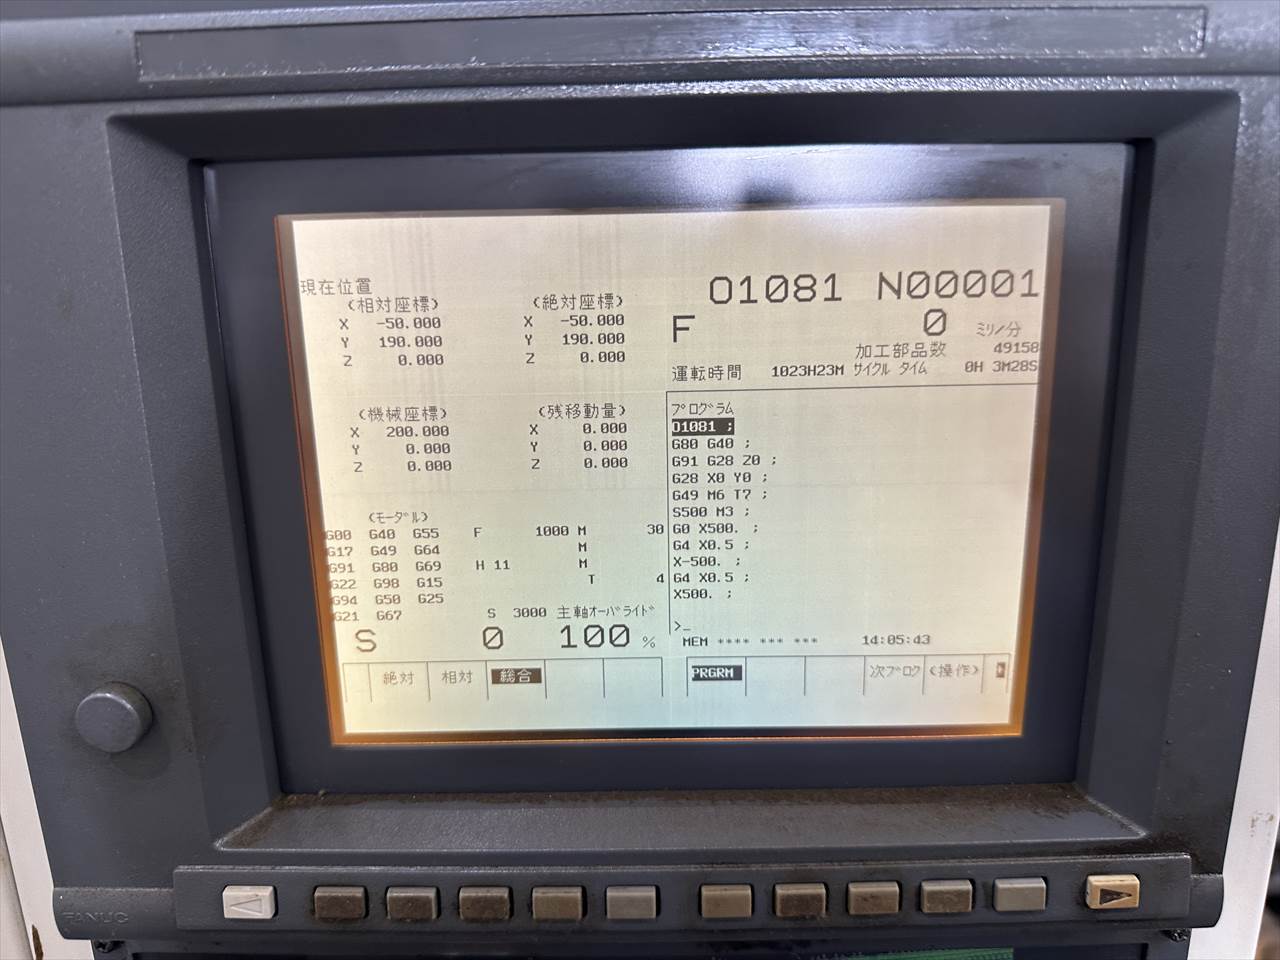 現在位置
O1081 N00001
(相対座標)
X -50.000
Y 190.000
Z 0.000
(絶対座標)
X -50.000
Y 190.000
Z 0.000
F 0 ミリ/分
加工部品数 49158
運転時間 1023H23M サイクル タイム 0H 3M28S
(機械座標)
X 200.000
Y 0.000
Z 0.000
(残移動量)
X 0.000
Y 0.000
Z 0.000
(モーダル)
G00 G40 G55 F 1000 M 30
G17 G49 G64 M
G91 G80 G69 H 11 M
G22 G98 G15 T 4
G94 G50 G25
G21 G67 S 3000 主軸オーバライド
S 0 100 %
プログラム
O1081 ;
G80 G40 ;
G91 G28 Z0 ;
G28 X0 Y0 ;
G49 M6 T7 ;
S500 M3 ;
G0 X500. ;
G4 X0.5 ;
X-500. ;
G4 X0.5 ;
X500. ;
>_
MEM **** *** *** 14:05:43
絶対 相対 総合
PRGRM 次ブロク (操作)
FANUC